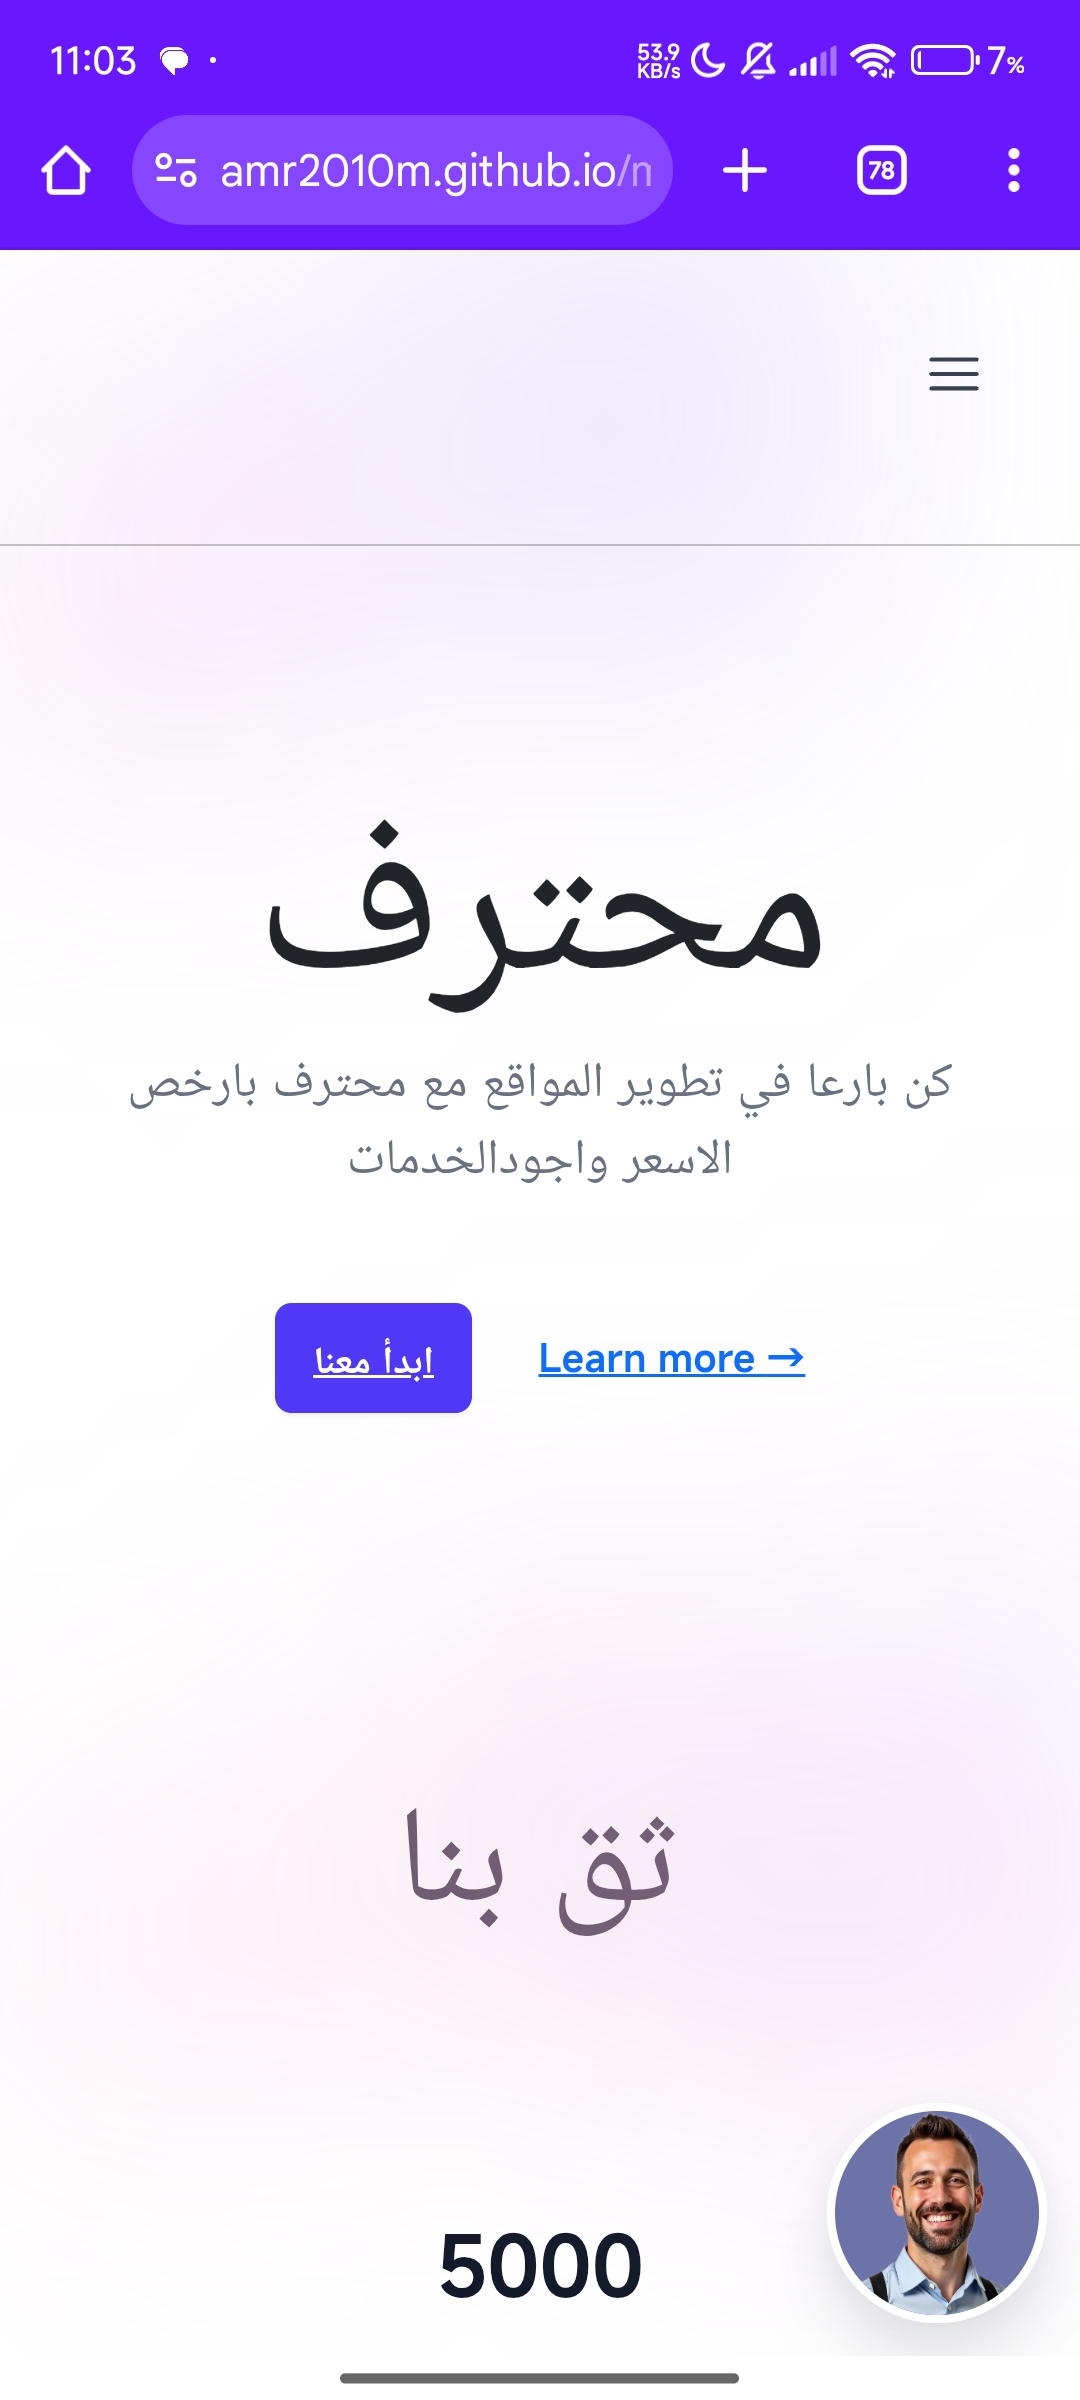 11:03
53.9
KB/s
7%
amr2010m.github.io/m
78
محترف
كن بارعا في تطوير المواقع مع محترف بارخص
الاسعر واجودالخدمات
ابدأ معنا
Learn more →
ثق بنا
5000